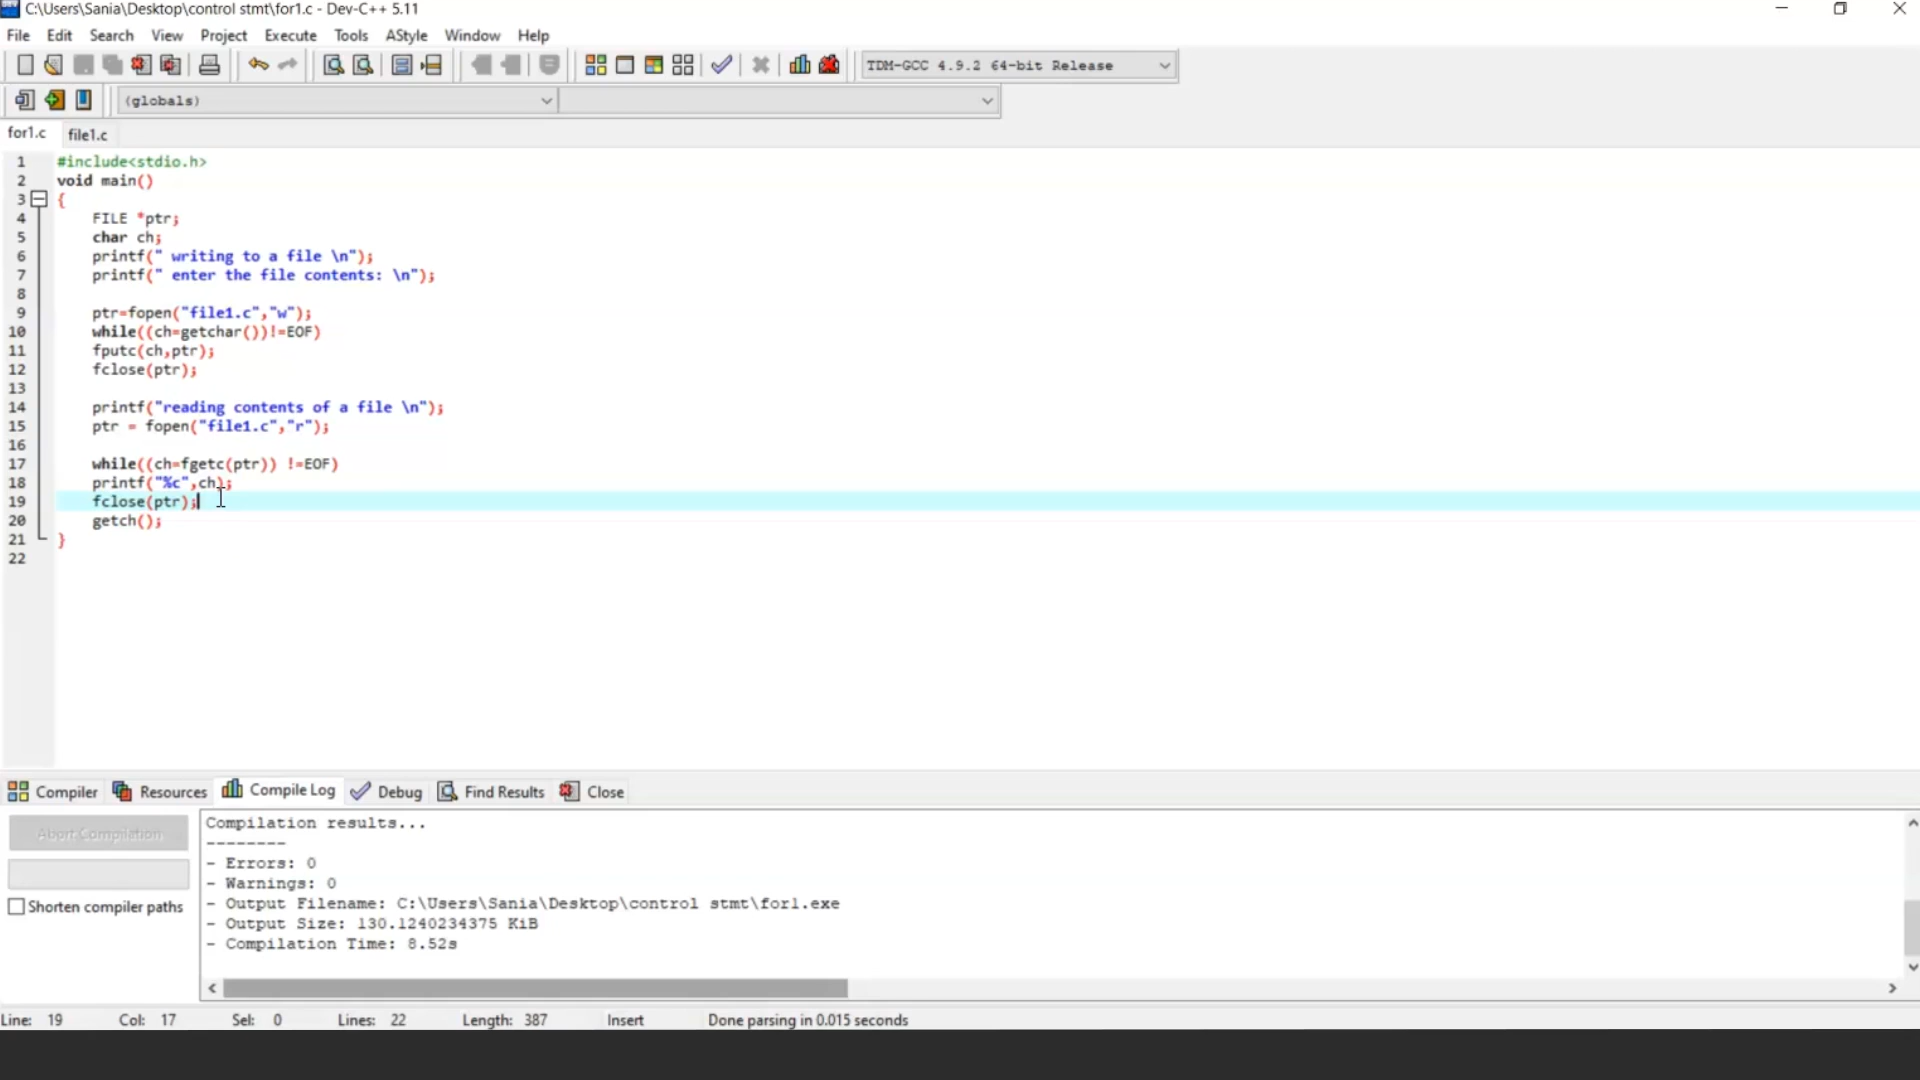 C:\Users\Sania\Desktop\control stmt\for1.c - Dev-C++ 5.11
File Edit Search View Project Execute Tools AStyle Window Help
TDM-GCC 4.9.2 64-bit Release
(globals)
for1.c file1.c
1 #include<stdio.h>
2 void main()
3 {
4 FILE *ptr;
5 char ch;
6 printf(" writing to a file \n");
7 printf(" enter the file contents: \n");
8
9 ptr=fopen("file1.c","w");
10 while((ch=getchar())!=EOF)
11 fputc(ch,ptr);
12 fclose(ptr);
13
14 printf("reading contents of a file \n");
15 ptr = fopen("file1.c","r");
16
17 while((ch=fgetc(ptr)) !=EOF)
18 printf("%c",ch);
19 fclose(ptr);
20 getch();
21 }
22
Compiler Resources Compile Log Debug Find Results Close
Abort Compilation
Shorten compiler paths
Compilation results...
--------
- Errors: 0
- Warnings: 0
- Output Filename: C:\Users\Sania\Desktop\control stmt\for1.exe
- Output Size: 130.1240234375 KiB
- Compilation Time: 8.52s
Line: 19 Col: 17 Sel: 0 Lines: 22 Length: 387 Insert Done parsing in 0.015 seconds